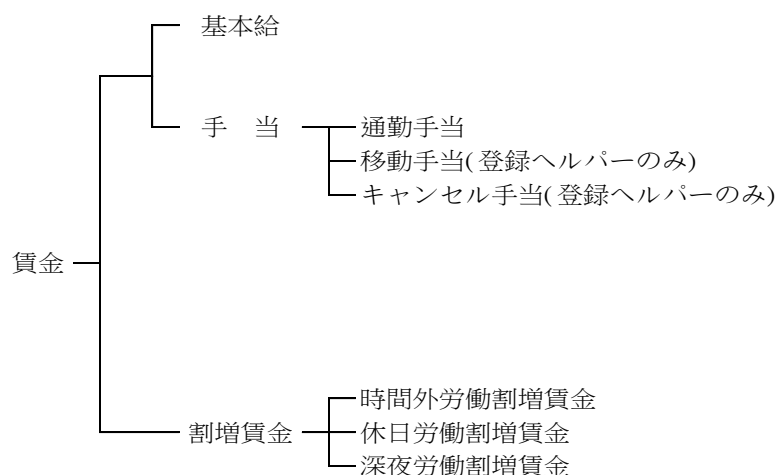 基本給
手　当
通勤手当
移動手当(登録ヘルパーのみ)
キャンセル手当(登録ヘルパーのみ)
賃金
割増賃金
時間外労働割増賃金
休日労働割増賃金
深夜労働割増賃金